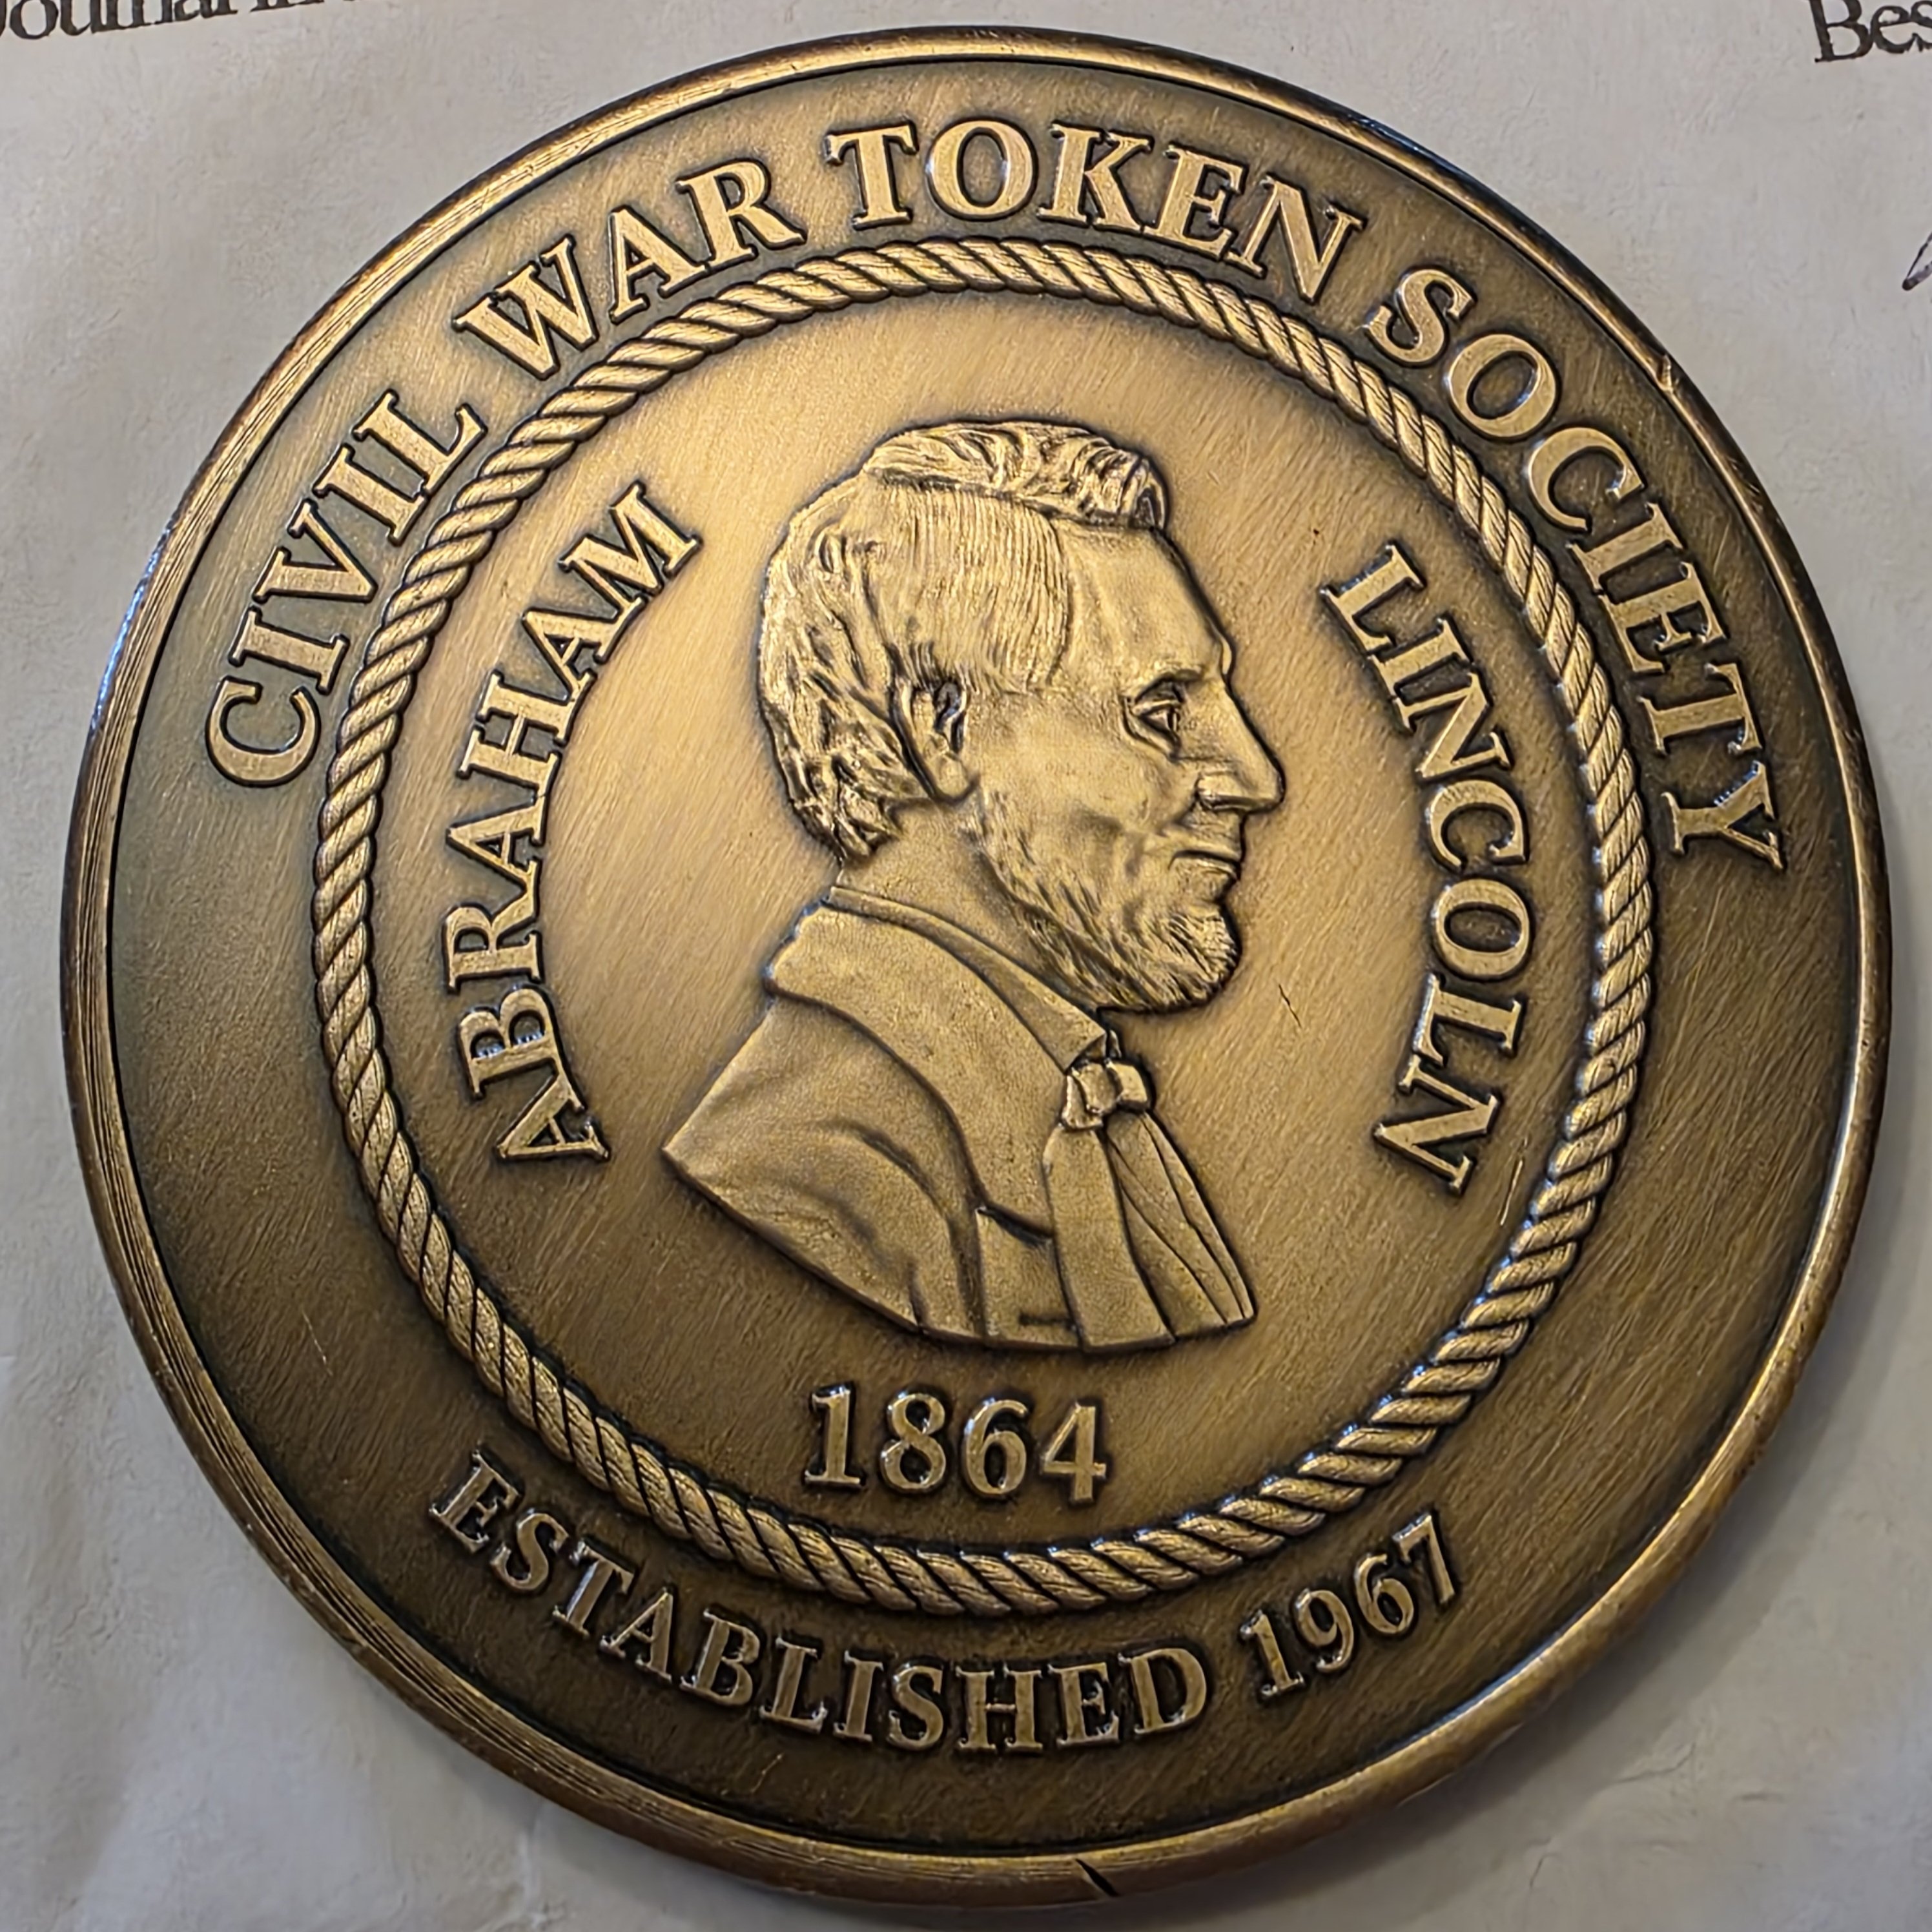 CIVIL WAR TOKEN SOCIETY
ABRAHAM
LINCOLN
1864
ESTABLISHED 1967